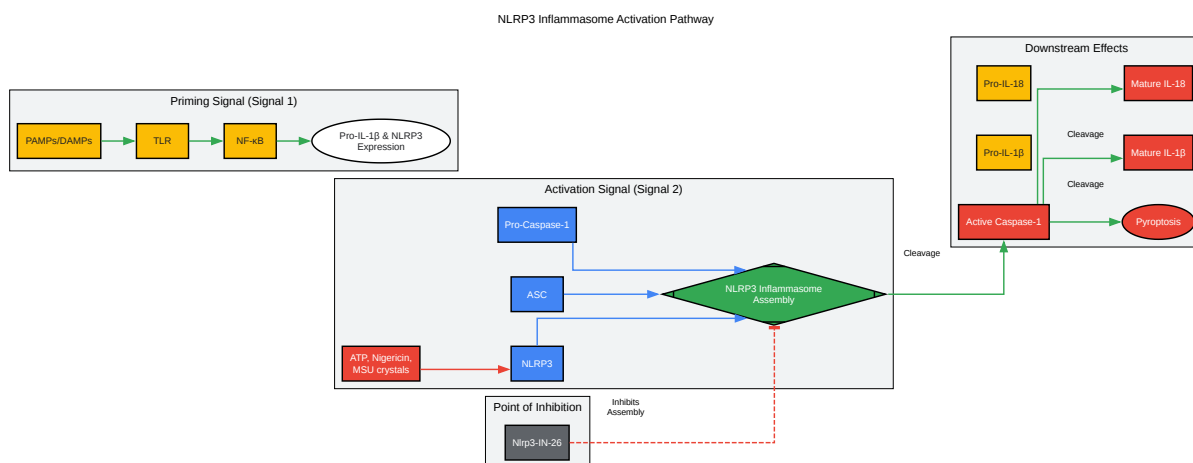 NLRP3 Inflammasome Activation Pathway
Priming Signal (Signal 1)
PAMPs/DAMPs
TLR
NF-κB
Pro-IL-1β & NLRP3
Expression
Activation Signal (Signal 2)
Pro-Caspase-1
ASC
NLRP3
ATP, Nigericin,
MSU crystals
NLRP3 Inflammasome
Assembly
Cleavage
Downstream Effects
Pro-IL-18
Mature IL-18
Cleavage
Pro-IL-1β
Mature IL-1β
Cleavage
Active Caspase-1
Pyroptosis
Point of Inhibition
Nlrp3-IN-26
Inhibits
Assembly